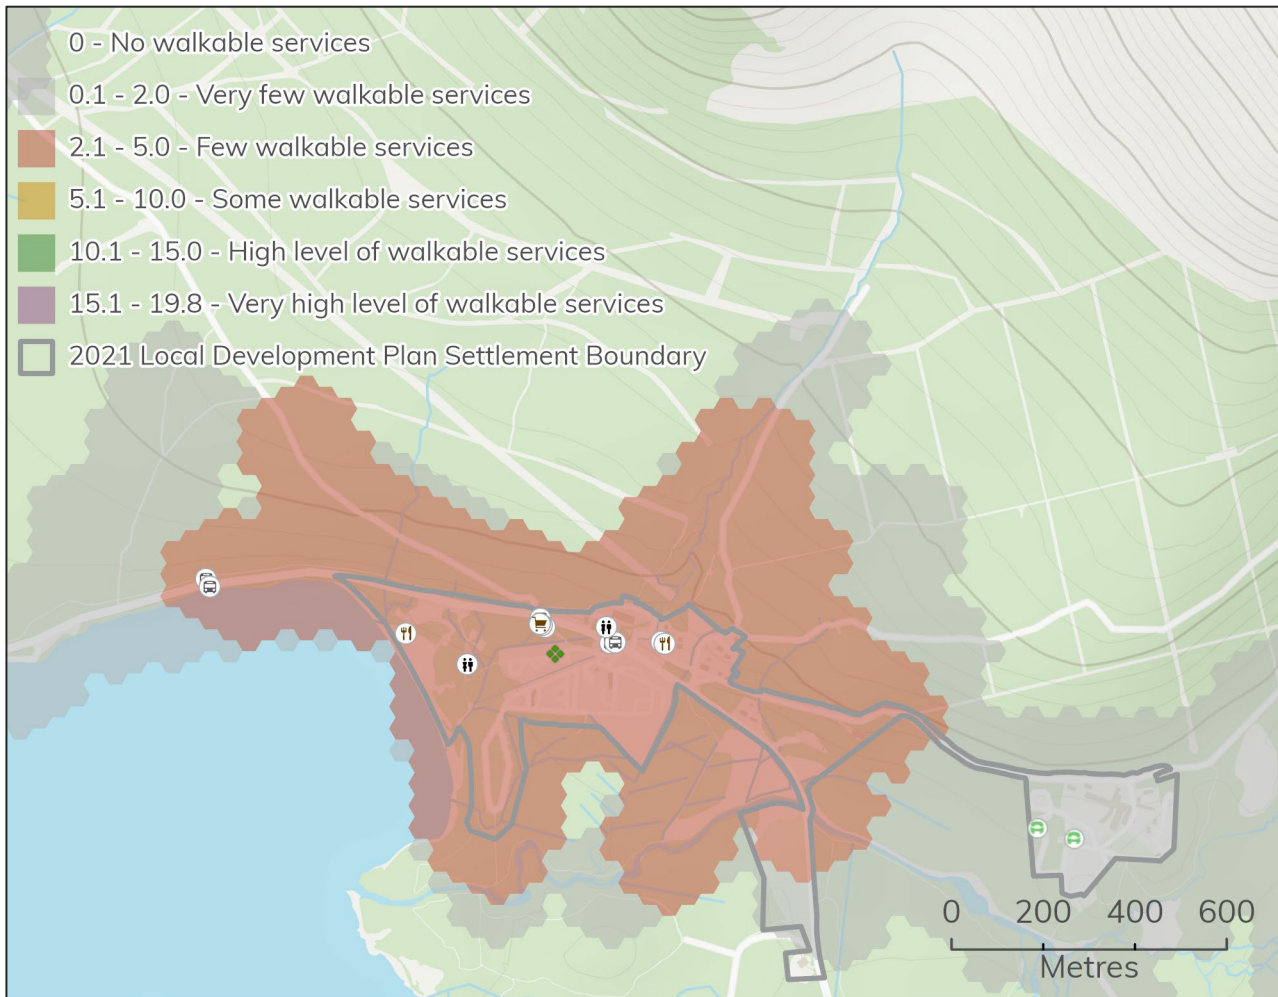 0 - No walkable services
0.1 - 2.0 - Very few walkable services
2.1 - 5.0 - Few walkable services
5.1 - 10.0 - Some walkable services
10.1 - 15.0 - High level of walkable services
15.1 - 19.8 - Very high level of walkable services
2021 Local Development Plan Settlement Boundary
0 200 400 600
Metres